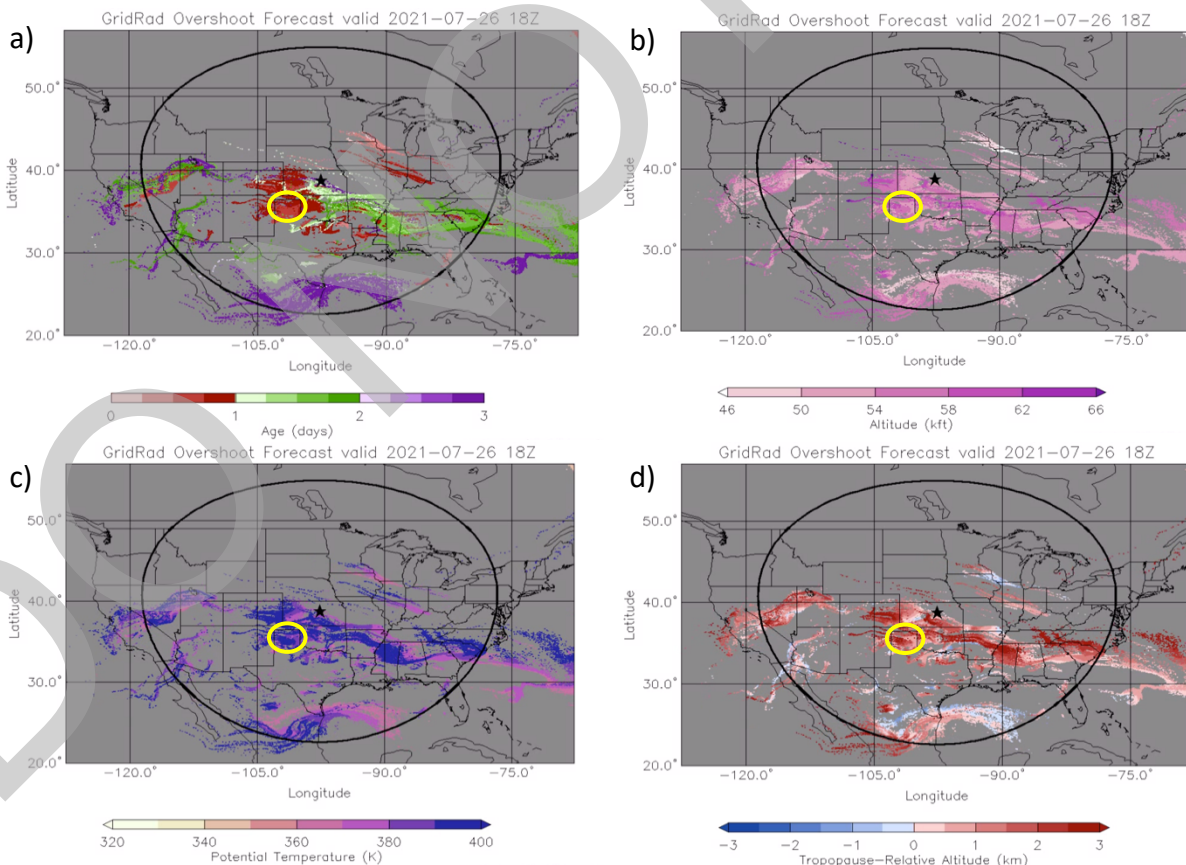 a)
GridRad Overshoot Forecast valid 2021-07-26 18Z
50.0°
40.0°
30.0°
20.0°
Latitude
-120.0°
-105.0°
-90.0°
-75.0°
Longitude
0
1
2
3
Age (days)
b)
GridRad Overshoot Forecast valid 2021-07-26 18Z
50.0°
40.0°
30.0°
20.0°
Latitude
-120.0°
-105.0°
-90.0°
-75.0°
Longitude
46
50
54
58
62
66
Altitude (kft)
c)
GridRad Overshoot Forecast valid 2021-07-26 18Z
50.0°
40.0°
30.0°
20.0°
Latitude
-120.0°
-105.0°
-90.0°
-75.0°
Longitude
320
340
360
380
400
Potential Temperature (K)
d)
GridRad Overshoot Forecast valid 2021-07-26 18Z
50.0°
40.0°
30.0°
20.0°
Latitude
-120.0°
-105.0°
-90.0°
-75.0°
Longitude
-3
-2
-1
0
1
2
3
Tropopause-Relative Altitude (km)